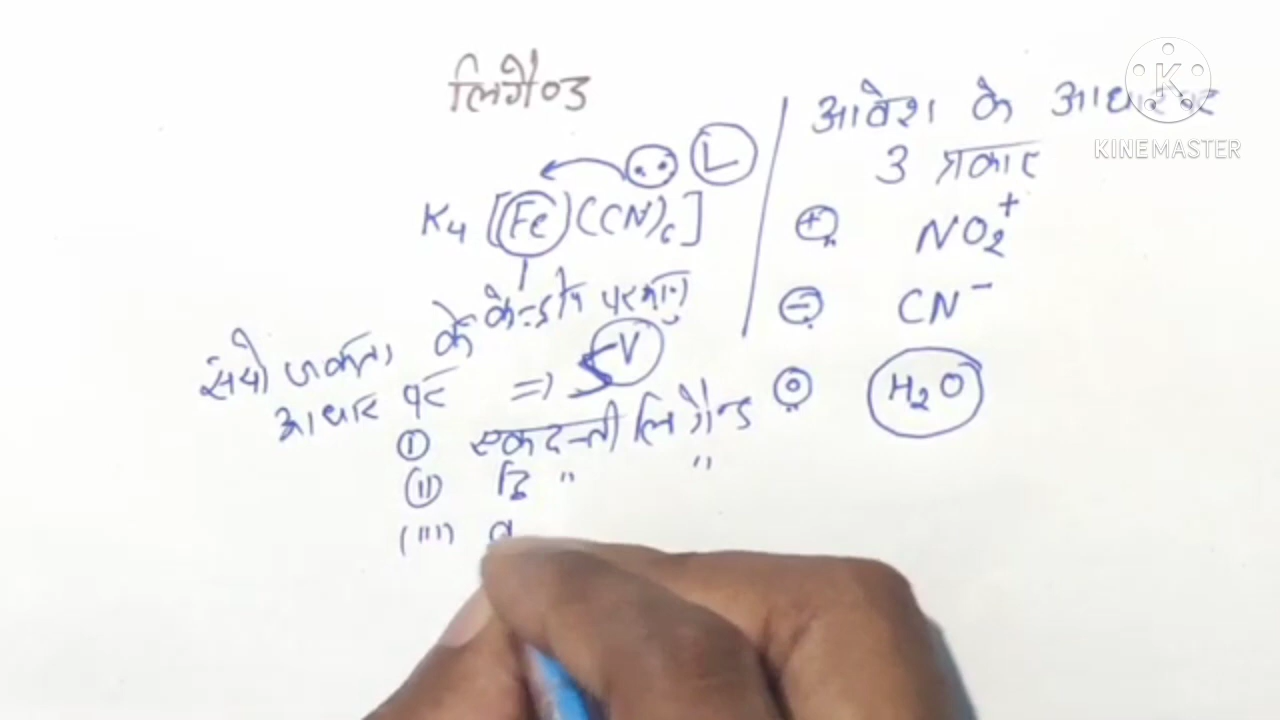 लिगैण्ड
L
K4 [Fe(CN)6]
केन्द्रीय परमाणु
संयोजकता के
आधार पर => 5 V
(I) एकदन्ती लिगैन्ड
(II) द्वि " "
(III) ब
आवेश के आधार पर
3 प्रकार
+ NO2+
- CN-
0 H2O
K
KINEMASTER